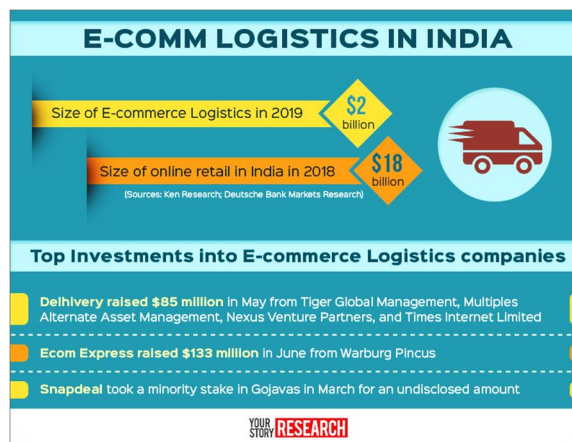 E-COMM LOGISTICS IN INDIA
Size of E-commerce Logistics in 2019
$2
billion
Size of online retail in India in 2018
$18
billion
(Sources: Ken Research; Deutsche Bank Markets Research)
Top Investments into E-commerce Logistics companies
Delhivery raised $85 million in May from Tiger Global Management, Multiples
Alternate Asset Management, Nexus Venture Partners, and Times Internet Limited
Ecom Express raised $133 million in June from Warburg Pincus
Snapdeal took a minority stake in Gojavas in March for an undisclosed amount
YOUR
STORY RESEARCH